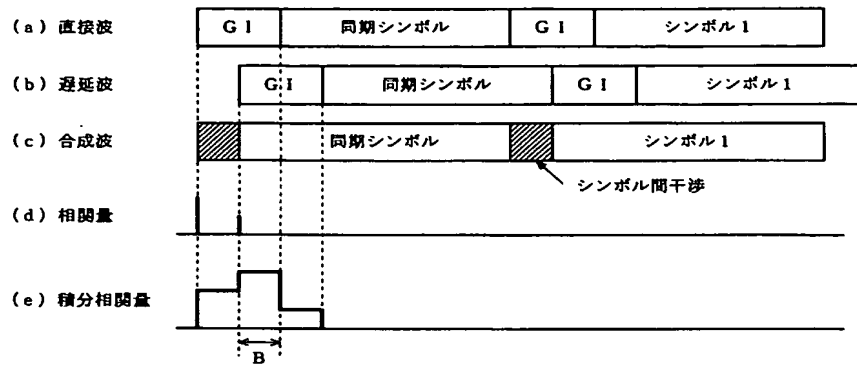 (a) 直接波 GI 同期シンボル GI シンボル1
(b) 遅延波 GI 同期シンボル GI シンボル1
(c) 合成波 同期シンボル シンボル1
シンボル間干渉
(d) 相関量
(e) 積分相関量
B